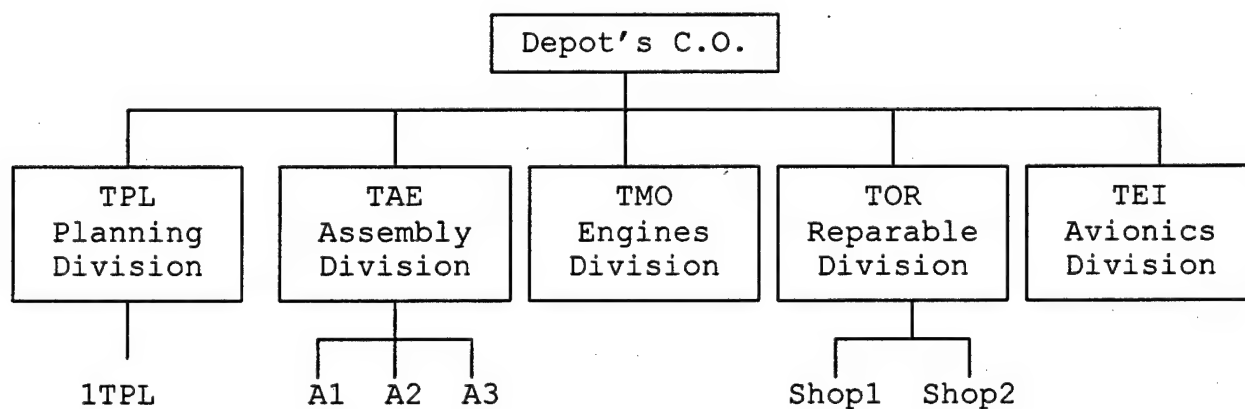 Depot's C.O.
TPL
Planning
Division
TAE
Assembly
Division
TMO
Engines
Division
TOR
Reparable
Division
TEI
Avionics
Division
1TPL
A1 A2 A3
Shop1 Shop2